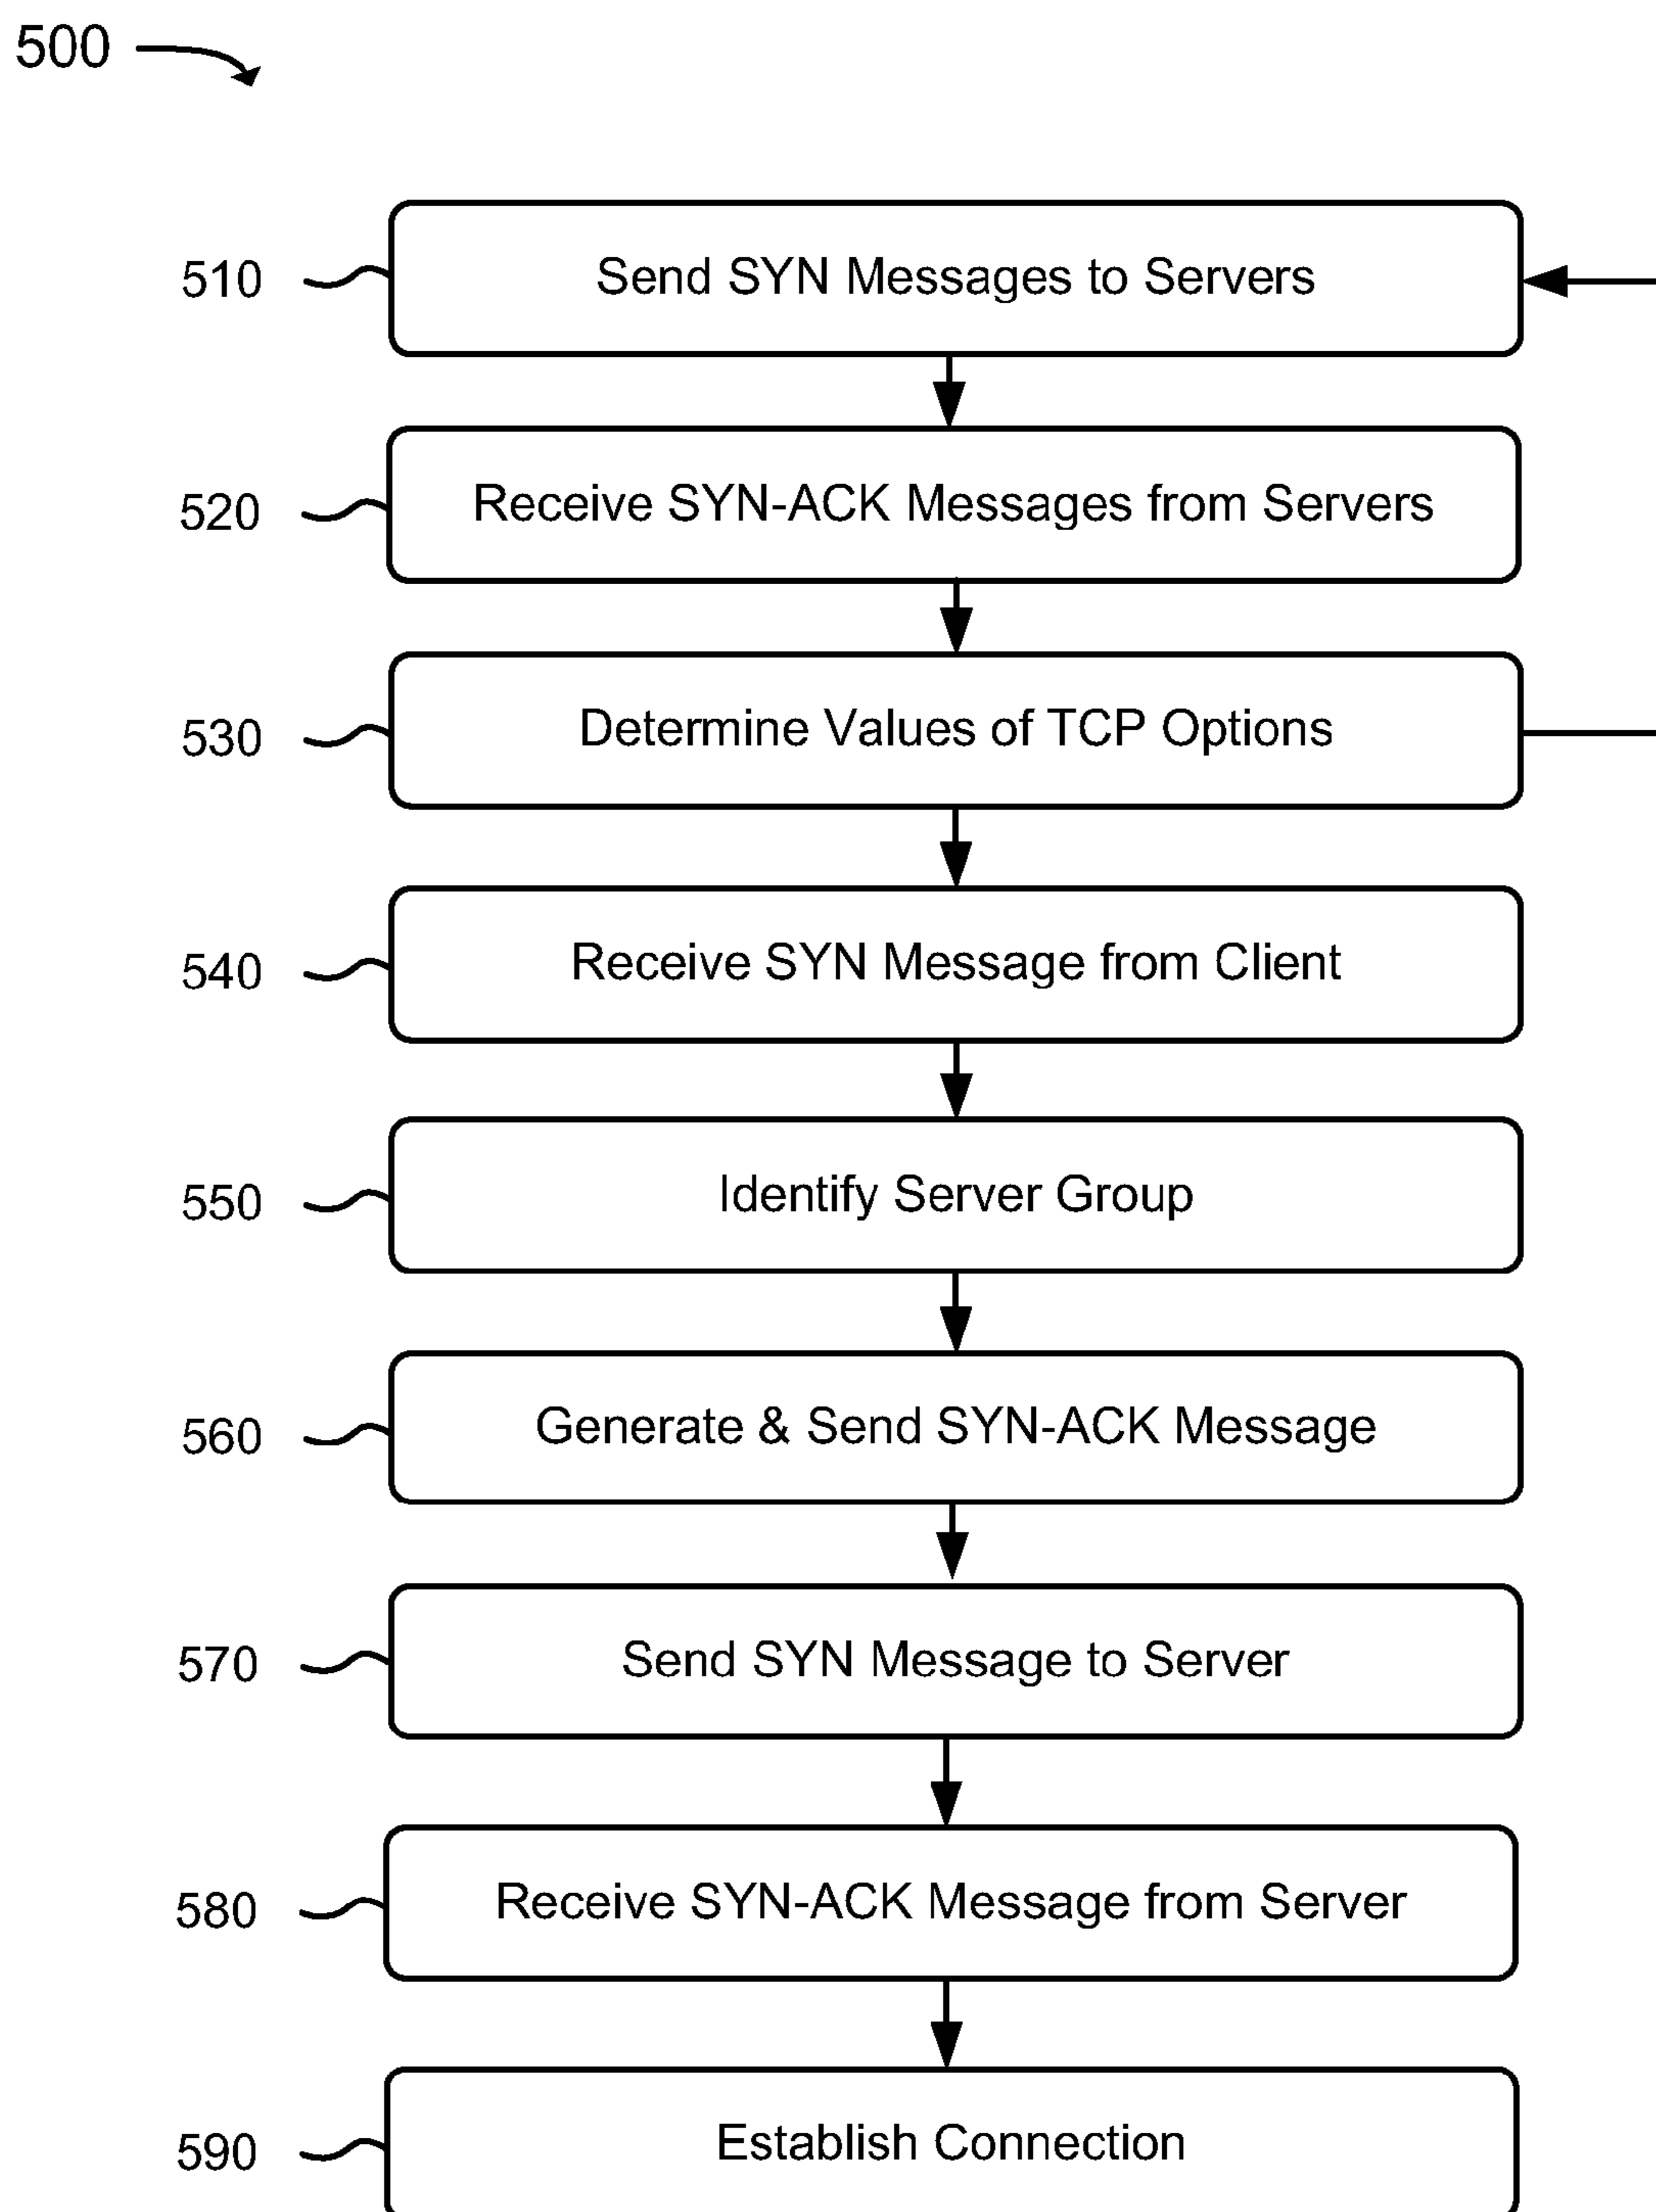 500
510 Send SYN Messages to Servers
520 Receive SYN-ACK Messages from Servers
530 Determine Values of TCP Options
540 Receive SYN Message from Client
550 Identify Server Group
560 Generate & Send SYN-ACK Message
570 Send SYN Message to Server
580 Receive SYN-ACK Message from Server
590 Establish Connection